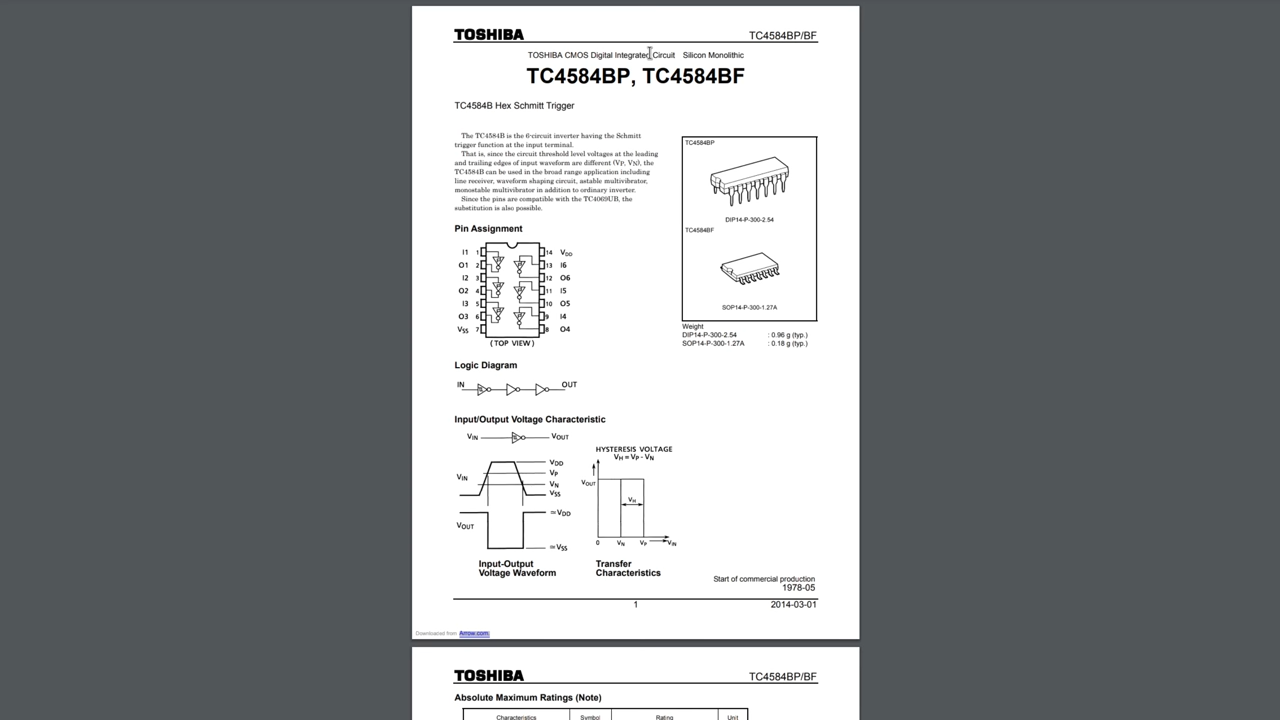 TOSHIBA TC4584BP/BF
TOSHIBA CMOS Digital Integrated Circuit Silicon Monolithic
TC4584BP, TC4584BF
TC4584B Hex Schmitt Trigger
The TC4584B is the 6-circuit inverter having the Schmitt
trigger function at the input terminal.
That is, since the circuit threshold level voltages at the leading
and trailing edges of input waveform are different (VP, VN), the
TC4584B can be used in the broad range application including
line receiver, waveform shaping circuit, astable multivibrator,
monostable multivibrator in addition to ordinary inverter.
Since the pins are compatible with the TC4069UB, the
substitution is also possible.
TC4584BP
DIP14-P-300-2.54
TC4584BF
SOP14-P-300-1.27A
Weight
DIP14-P-300-2.54 : 0.96 g (typ.)
SOP14-P-300-1.27A : 0.18 g (typ.)
Pin Assignment
I1 1 14 VDD
O1 2 13 I6
I2 3 12 O6
O2 4 11 I5
I3 5 10 O5
O3 6 9 I4
VSS 7 8 O4
(TOP VIEW)
Logic Diagram
IN OUT
Input/Output Voltage Characteristic
VIN VOUT
VIN
VDD
VP
VN
VSS
VOUT
≃VDD
≃VSS
Input-Output
Voltage Waveform
HYSTERESIS VOLTAGE
VH = VP - VN
VOUT
VH
0 VN VP VIN
Transfer
Characteristics
Start of commercial production
1978-05
1 2014-03-01
Downloaded from Arrow.com.
TOSHIBA TC4584BP/BF
Absolute Maximum Ratings (Note)
Characteristics Symbol Rating Unit